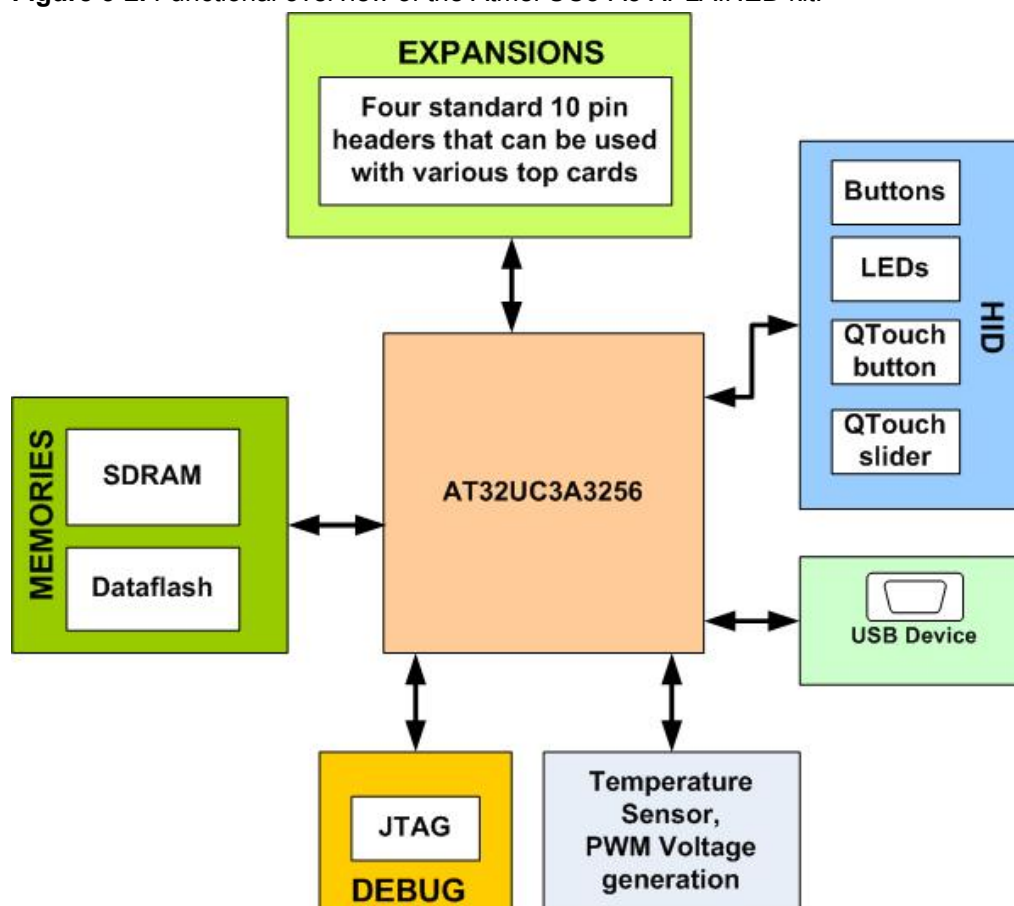 EXPANSIONS
Four standard 10 pin
headers that can be used
with various top cards
Buttons
LEDs
QTouch
button
QTouch
slider
HID
MEMORIES
SDRAM
Dataflash
AT32UC3A3256
USB Device
JTAG
DEBUG
Temperature
Sensor,
PWM Voltage
generation